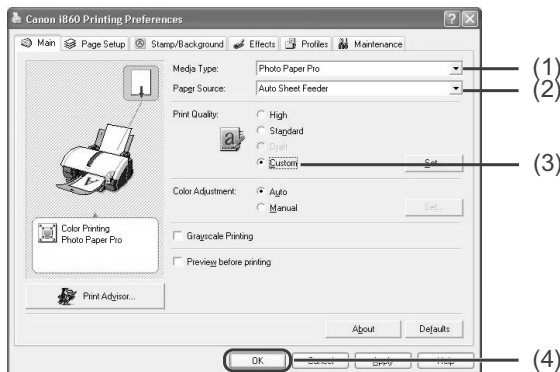 Canon i860 Printing Preferences
Main Page Setup Stamp/Background Effects Profiles Maintenance
Media Type: Photo Paper Pro (1)
Paper Source: Auto Sheet Feeder (2)
Print Quality: High
Standard
Draft
Custom Set... (3)
Color Adjustment: Auto
Manual Set...
Color Printing
Photo Paper Pro
Grayscale Printing
Preview before printing
Print Advisor...
About Defaults
OK Cancel Apply Help (4)